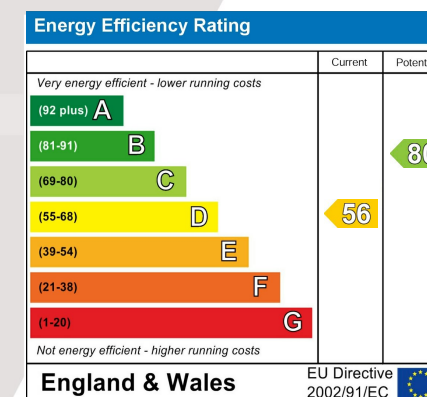 Energy Efficiency Rating
Current
Very energy efficient - lower running costs
(92 plus) A
(81-91) B
(69-80) C
(55-68) D
56
(39-54) E
(21-38) F
(1-20) G
Not energy efficient - higher running costs
England & Wales
EU Directive
2002/91/EC